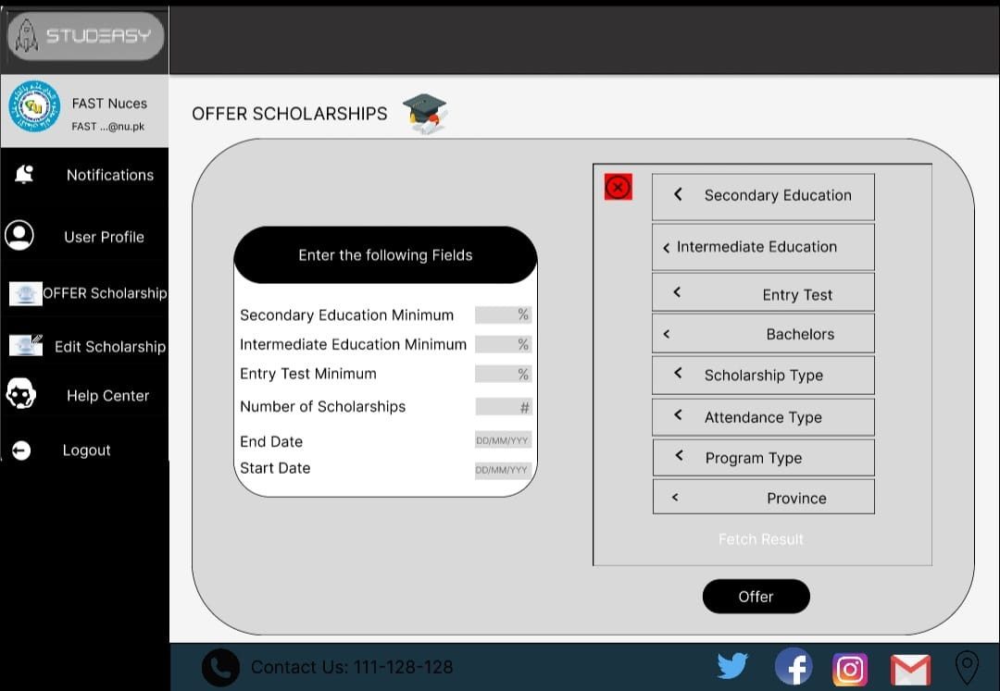 STUDEASY
FAST Nuces
FAST ...@nu.pk
Notifications
User Profile
OFFER Scholarship
Edit Scholarship
Help Center
Logout
OFFER SCHOLARSHIPS
Enter the following Fields
Secondary Education Minimum %
Intermediate Education Minimum %
Entry Test Minimum %
Number of Scholarships #
End Date DD/MM/YYY
Start Date DD/MM/YYY
< Secondary Education
< Intermediate Education
< Entry Test
< Bachelors
< Scholarship Type
< Attendance Type
< Program Type
< Province
Fetch Result
Offer
Contact Us: 111-128-128